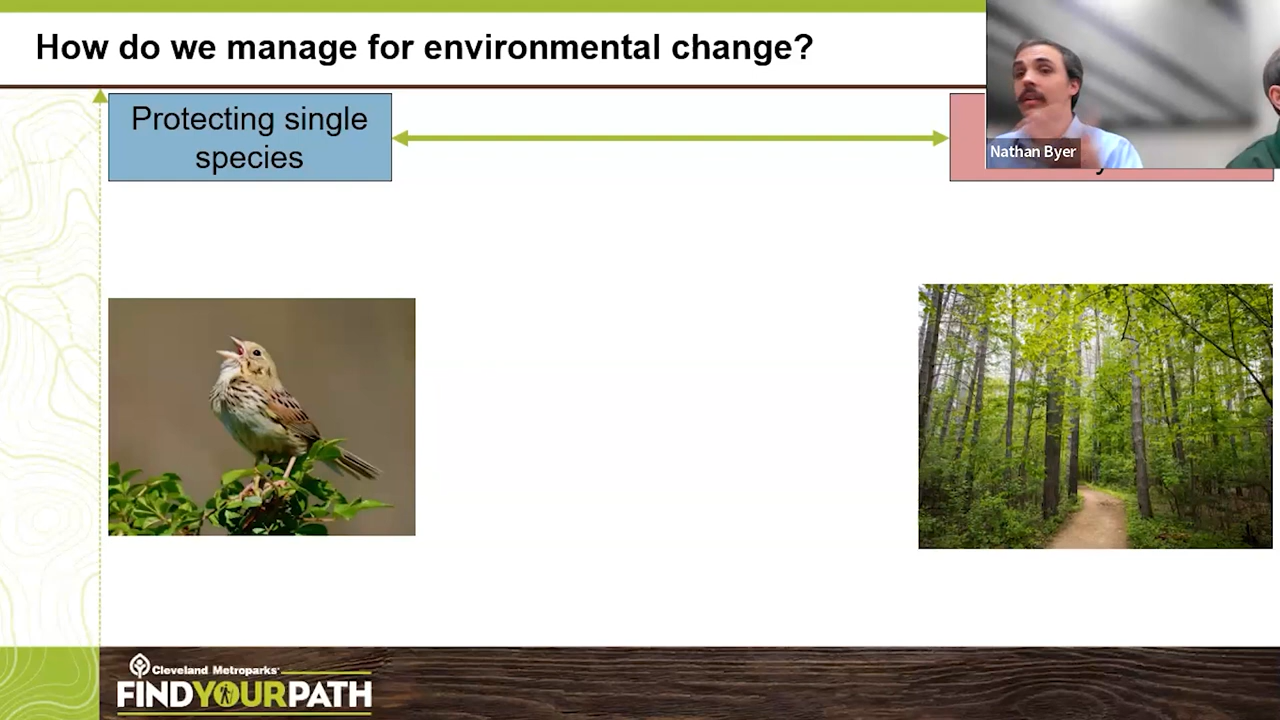 How do we manage for environmental change?
Protecting single
species
Nathan Byer
Cleveland Metroparks
FINDYOURPATH